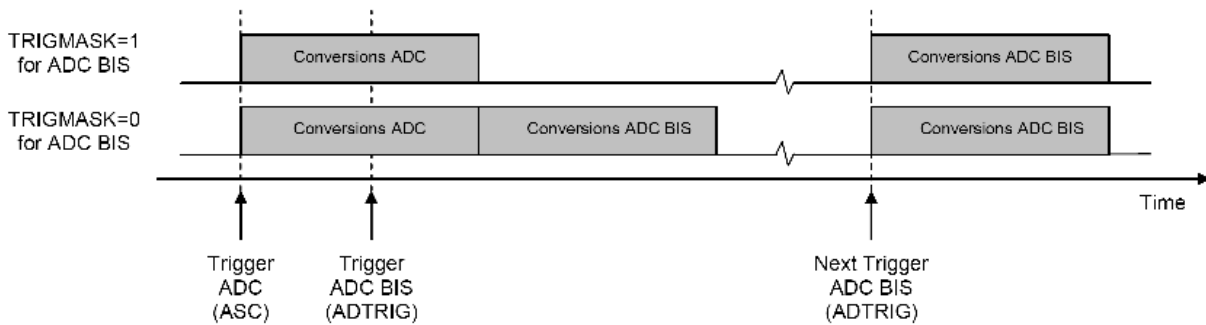 TRIGMASK=1
for ADC BIS
Conversions ADC
Conversions ADC BIS
TRIGMASK=0
for ADC BIS
Conversions ADC
Conversions ADC BIS
Conversions ADC BIS
Time
Trigger
ADC
(ASC)
Trigger
ADC BIS
(ADTRIG)
Next Trigger
ADC BIS
(ADTRIG)